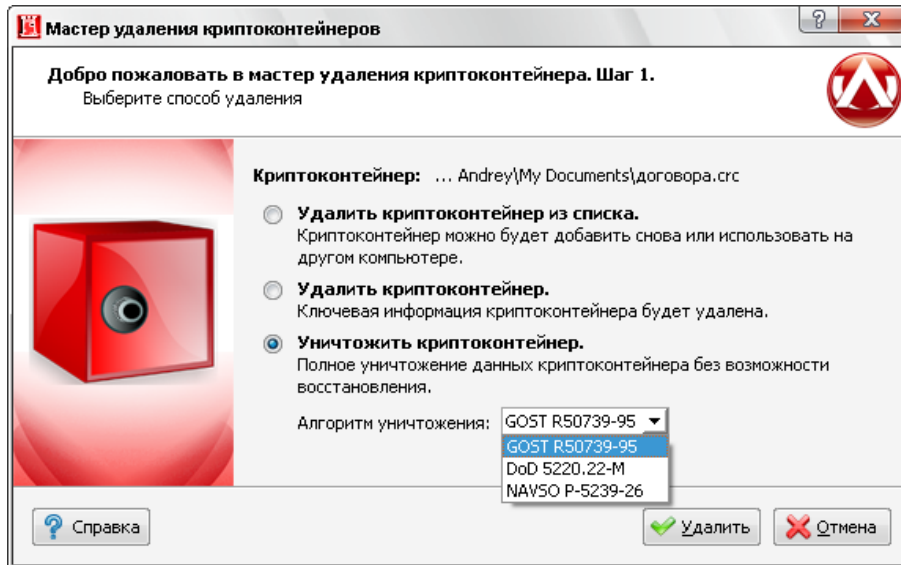 Мастер удаления криптоконтейнеров
Добро пожаловать в мастер удаления криптоконтейнера. Шаг 1.
Выберите способ удаления
Криптоконтейнер: ... Andrey\My Documents\договора.crc
Удалить криптоконтейнер из списка.
Криптоконтейнер можно будет добавить снова или использовать на
другом компьютере.
Удалить криптоконтейнер.
Ключевая информация криптоконтейнера будет удалена.
Уничтожить криптоконтейнер.
Полное уничтожение данных криптоконтейнера без возможности
восстановления.
Алгоритм уничтожения: GOST R50739-95
GOST R50739-95
DoD 5220.22-M
NAVSO P-5239-26
Справка Удалить Отмена